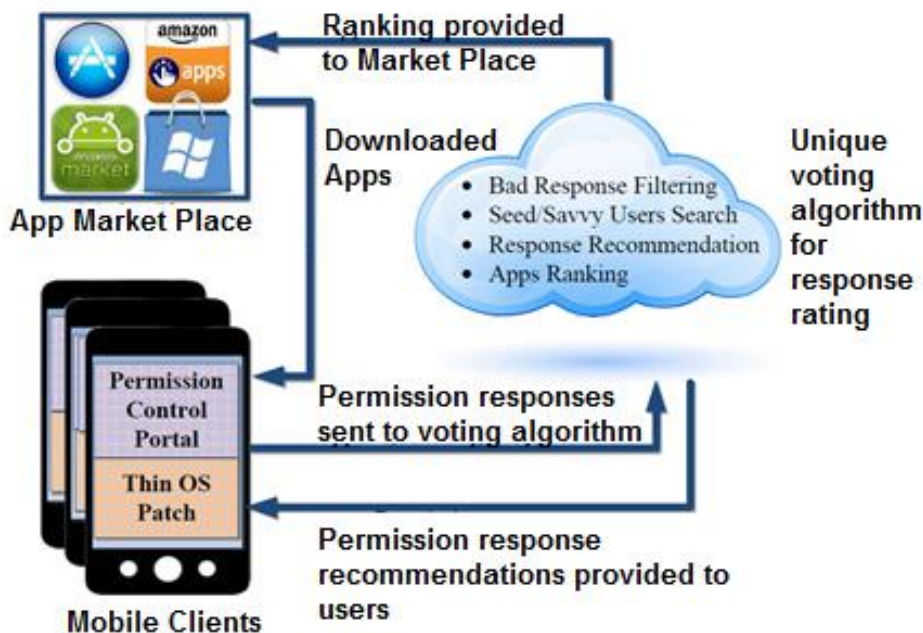 amazon
apps
market
App Market Place
Ranking provided
to Market Place
Downloaded
Apps
• Bad Response Filtering
• Seed/Savvy Users Search
• Response Recommendation
• Apps Ranking
Unique
voting
algorithm
for
response
rating
Permission
Control
Portal
Thin OS
Patch
Mobile Clients
Permission responses
sent to voting algorithm
Permission response
recommendations provided to
users